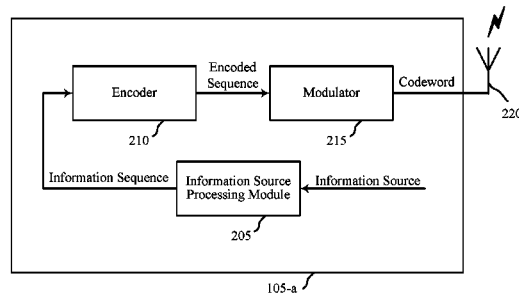 Encoder
Encoded
Sequence
Modulator
Codeword
210
215
220
Information Sequence
Information Source
Processing Module
Information Source
205
105-a